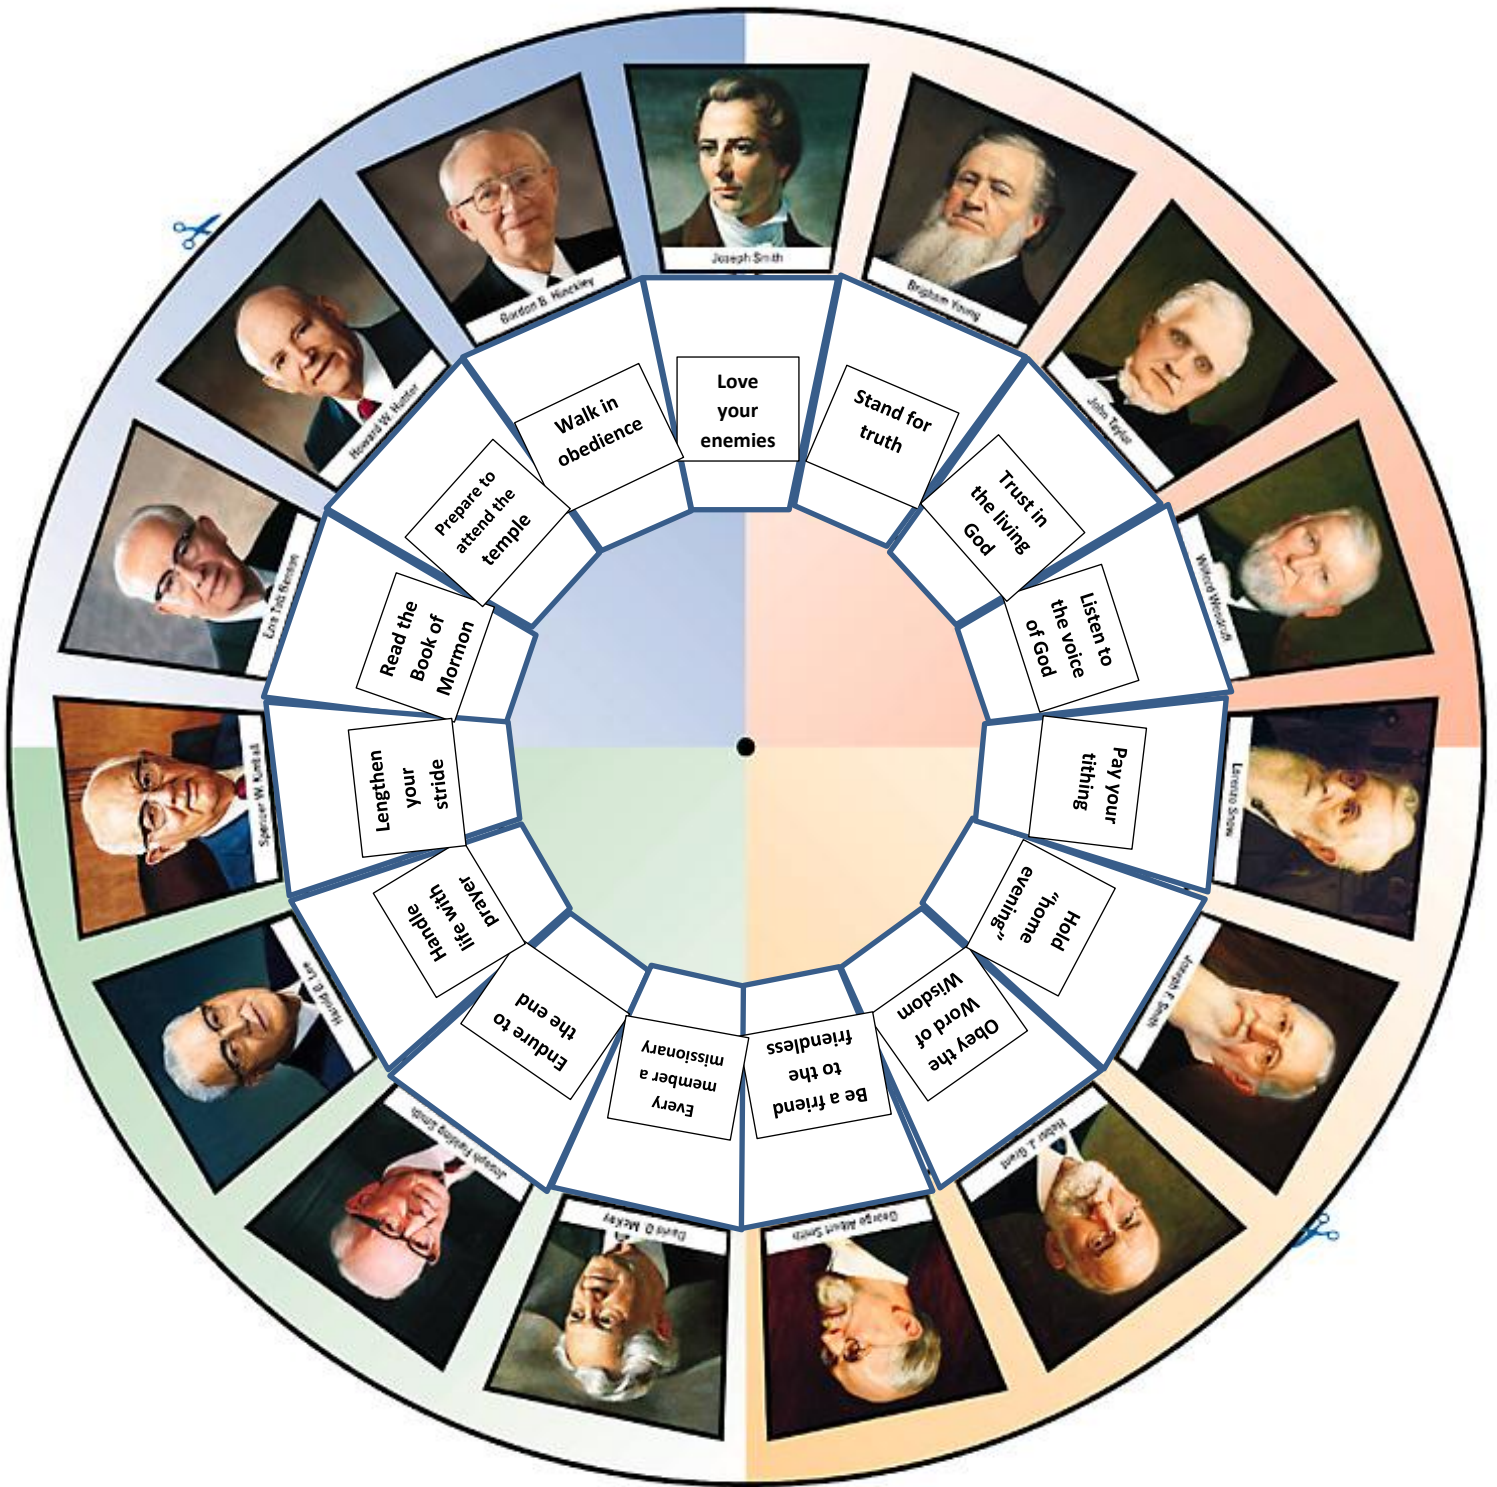 Joseph Smith
Love
your
enemies
Brigham Young
Stand for
truth
John Taylor
Trust in
the living
God
Wilford Woodruff
Listen to
the voice
of God
Lorenzo Snow
Pay your
tithing
Joseph F. Smith
Hold
“home
evening”
Heber J. Grant
Obey the
Word of
Wisdom
George Albert Smith
Be a friend
to the
friendless
David O. McKay
Every
member a
missionary
Joseph Fielding Smith
Endure to
the end
Harold B. Lee
Handle
life with
prayer
Spencer W. Kimball
Lengthen
your
stride
Ezra Taft Benson
Read the
Book of
Mormon
Howard W. Hunter
Prepare to
attend the
temple
Gordon B. Hinckley
Walk in
obedience